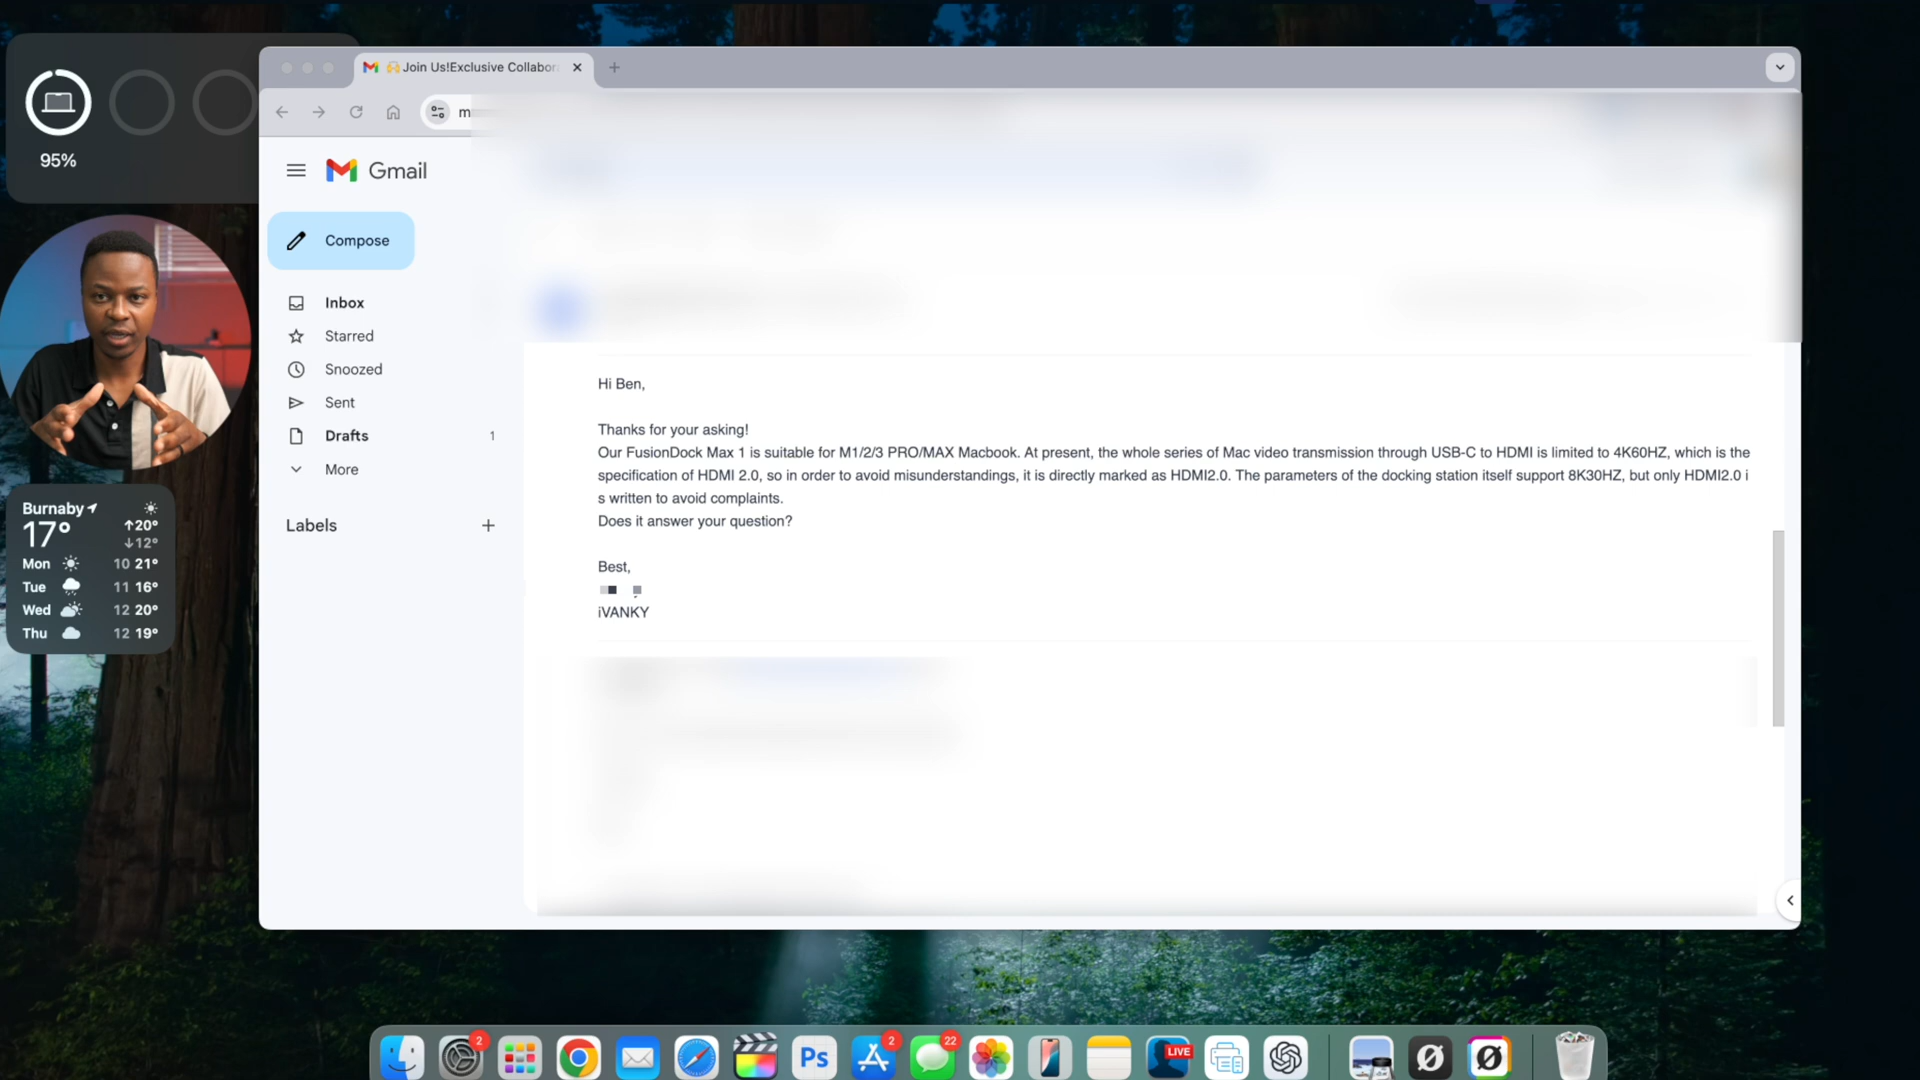 Join Us!Exclusive Collabor
m
95%
Gmail
Compose
Inbox
Starred
Snoozed
Sent
Drafts 1
More
Labels
Hi Ben,
Thanks for your asking!
Our FusionDock Max 1 is suitable for M1/2/3 PRO/MAX Macbook. At present, the whole series of Mac video transmission through USB-C to HDMI is limited to 4K60HZ, which is the
specification of HDMI 2.0, so in order to avoid misunderstandings, it is directly marked as HDMI2.0. The parameters of the docking station itself support 8K30HZ, but only HDMI2.0 i
s written to avoid complaints.
Does it answer your question?
Best,
iVANKY
Burnaby
17° ↑20°
↓12°
Mon 10 21°
Tue 11 16°
Wed 12 20°
Thu 12 19°
2
Ps
2
22
LIVE